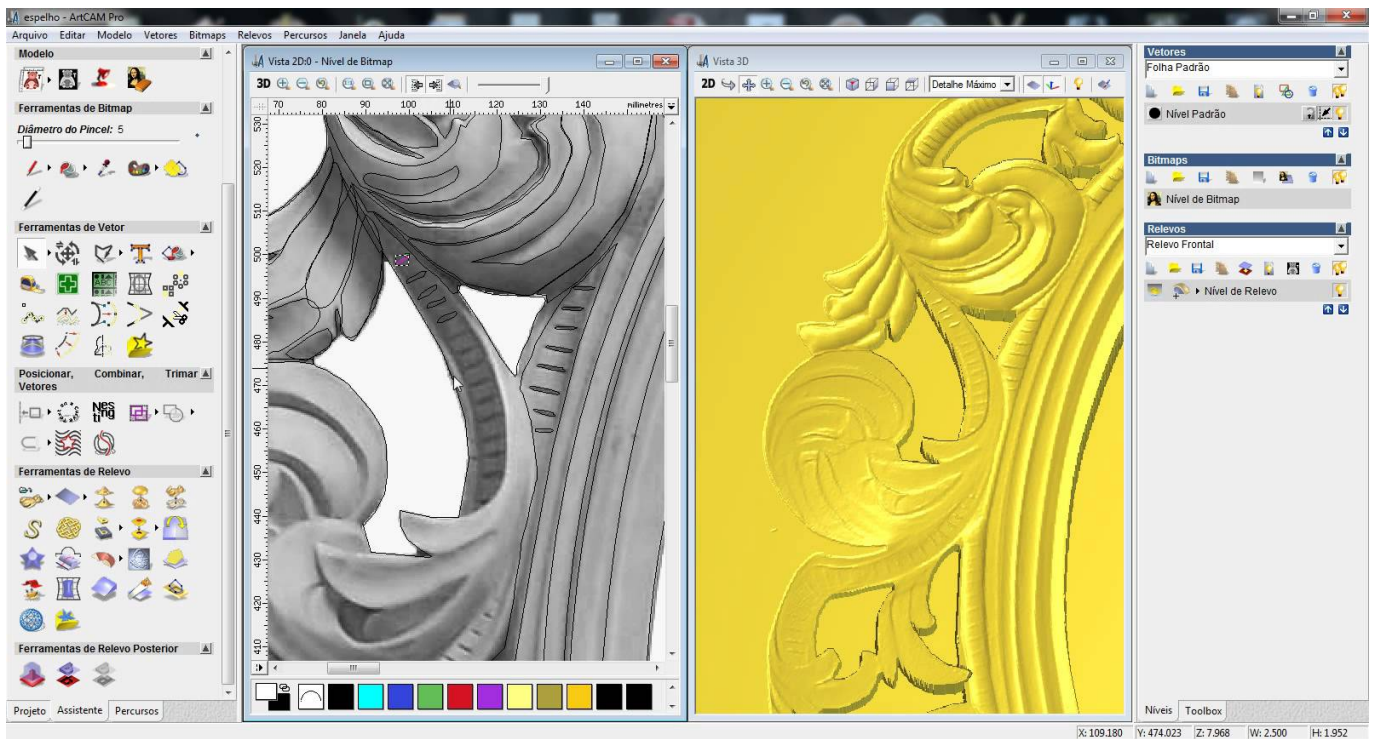 espelho - ArtCAM Pro
Arquivo Editar Modelo Vetores Bitmaps Relevos Percursos Janela Ajuda
Modelo
Ferramentas de Bitmap
Diâmetro do Pincel: 5
Ferramentas de Vetor
Posicionar, Combinar, Trimar
Vetores
Nes
ting
Ferramentas de Relevo
Ferramentas de Relevo Posterior
Projeto Assistente Percursos
Vista 2D:0 - Nível de Bitmap
3D
70 80 90 100 110 120 130 140 milimetres
530
520
510
500
490
480
470
460
450
440
430
420
410
Vista 3D
2D Detalhe Máximo
Vetores
Folha Padrão
Nível Padrão
Bitmaps
Nível de Bitmap
Relevos
Relevo Frontal
Nível de Relevo
Níveis Toolbox
X: 109.180 Y: 474.023 Z: 7.968 W: 2.500 H: 1.952